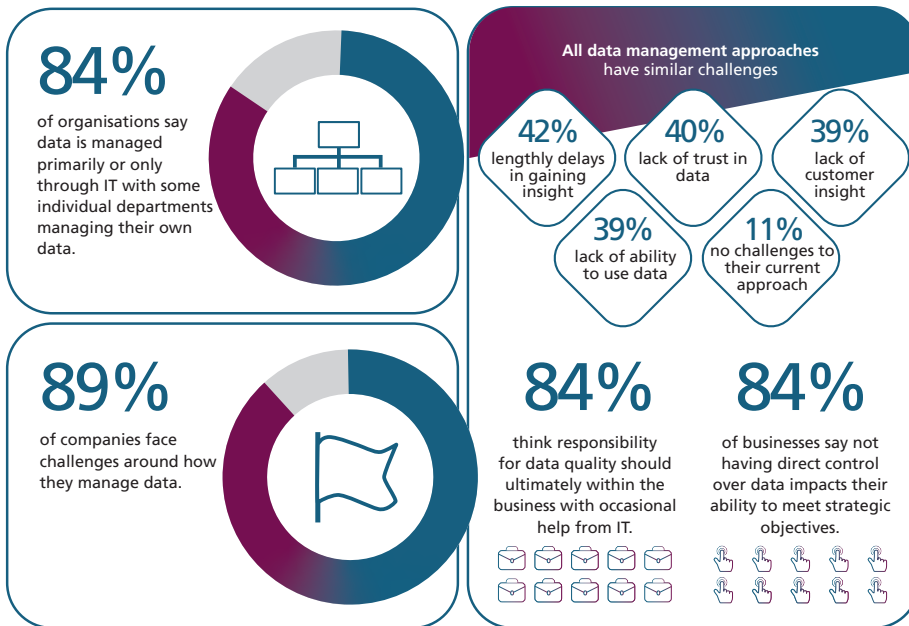 84%
of organisations say
data is managed
primarily or only
through IT with some
individual departments
managing their own
data.
89%
of companies face
challenges around how
they manage data.
All data management approaches
have similar challenges
42%
lengthly delays
in gaining
insight
40%
lack of trust in
data
39%
lack of
customer
insight
39%
lack of ability
to use data
11%
no challenges to
their current
approach
84%
think responsibility
for data quality should
ultimately within the
business with occasional
help from IT.
84%
of businesses say not
having direct control
over data impacts their
ability to meet strategic
objectives.